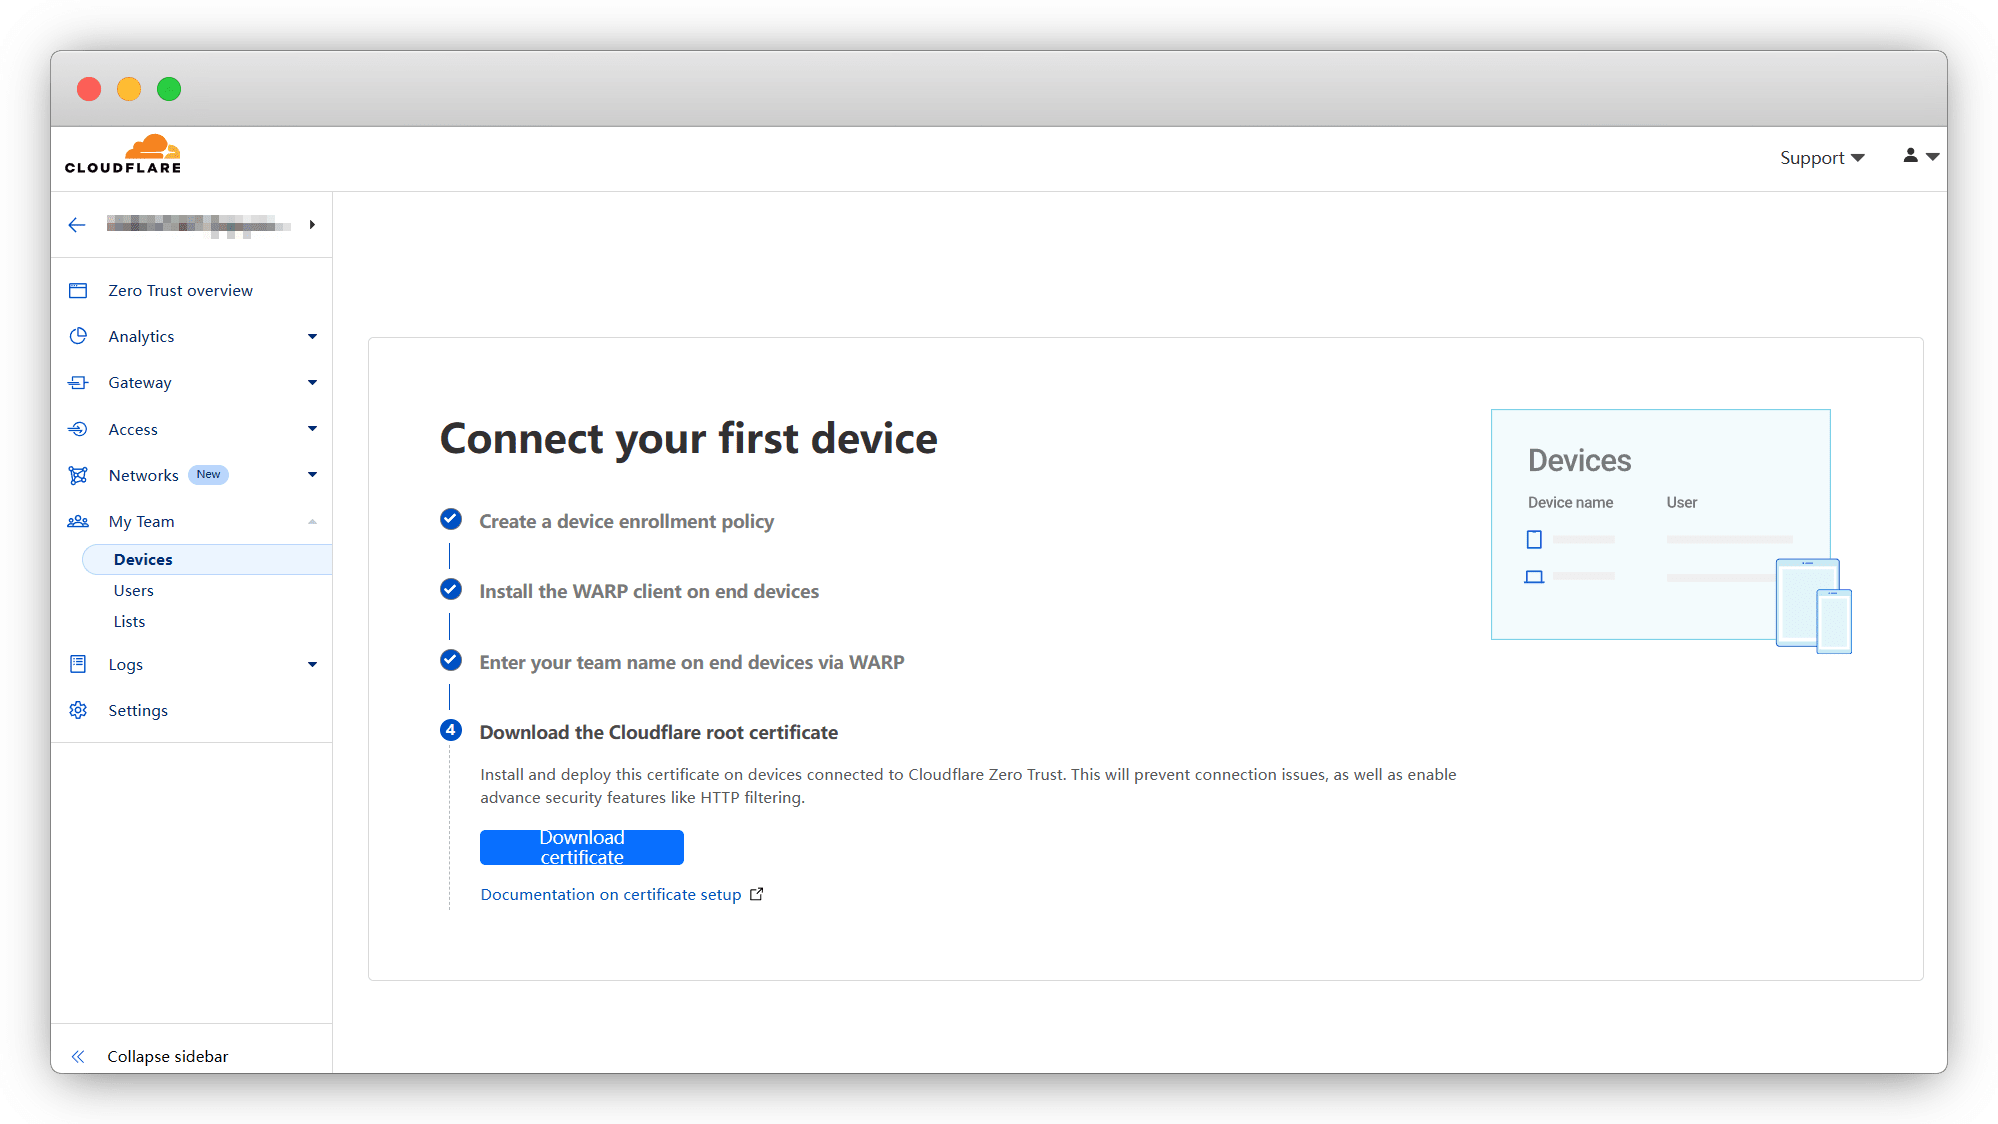 CLOUDFLARE
Support
Zero Trust overview
Analytics
Gateway
Access
Networks New
My Team
Devices
Users
Lists
Logs
Settings
Collapse sidebar
Connect your first device
Create a device enrollment policy
Install the WARP client on end devices
Enter your team name on end devices via WARP
4 Download the Cloudflare root certificate
Install and deploy this certificate on devices connected to Cloudflare Zero Trust. This will prevent connection issues, as well as enable
advance security features like HTTP filtering.
Download
certificate
Documentation on certificate setup
Devices
Device name User